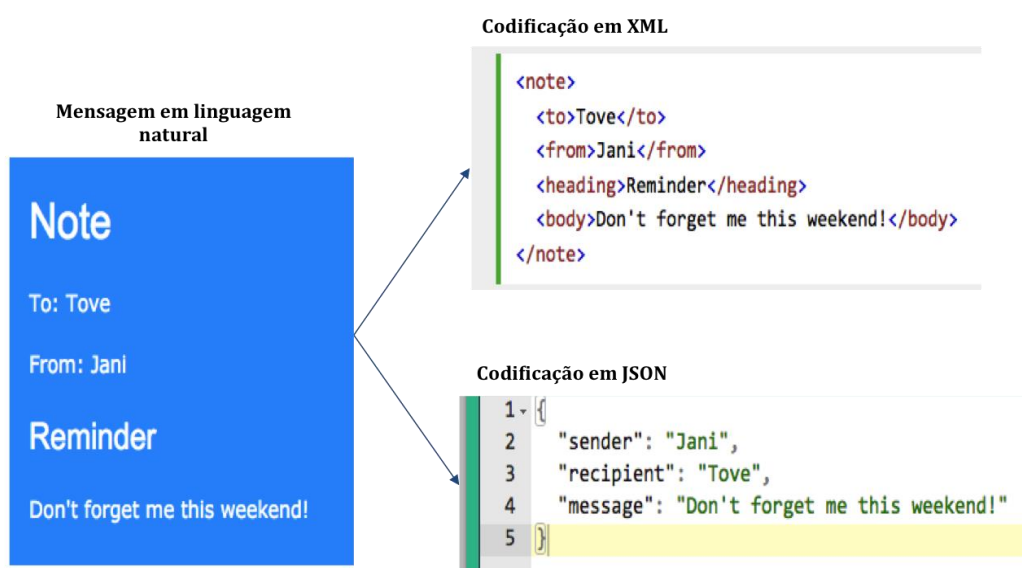 Mensagem em linguagem
natural
Note
To: Tove
From: Jani
Reminder
Don't forget me this weekend!
Codificação em XML
<note>
<to>Tove</to>
<from>Jani</from>
<heading>Reminder</heading>
<body>Don't forget me this weekend!</body>
</note>
Codificação em JSON
1 {
2 "sender": "Jani",
3 "recipient": "Tove",
4 "message": "Don't forget me this weekend!"
5 }